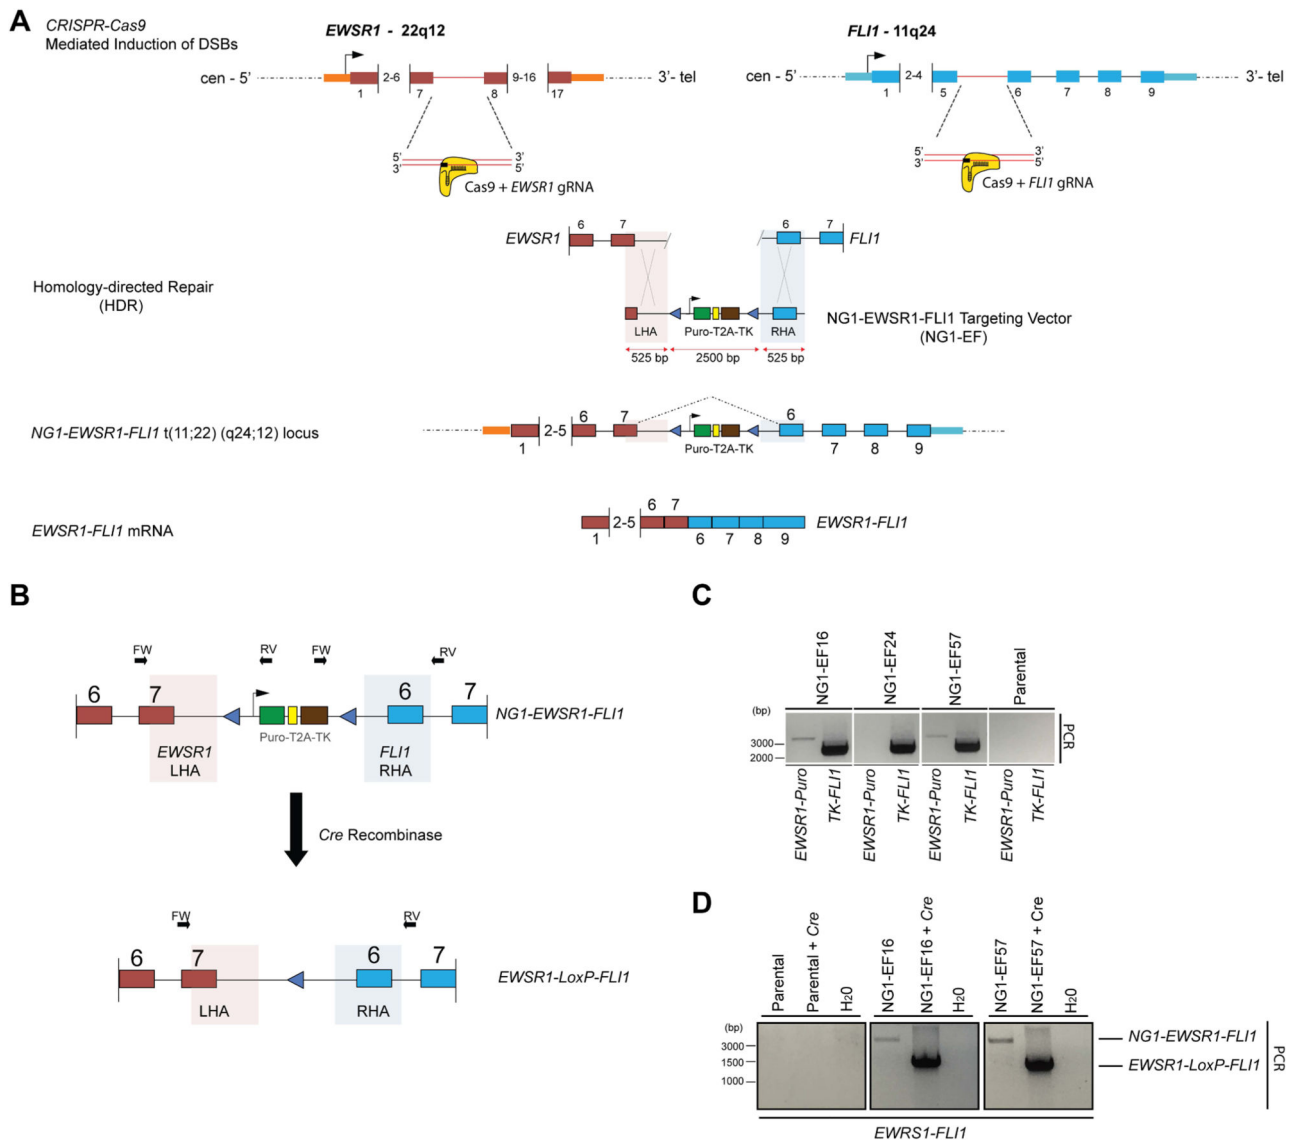 A
CRISPR-Cas9
Mediated Induction of DSBs
EWSR1 - 22q12
FLI1 - 11q24
cen - 5'
2-6
9-16
3'- tel
1
7
8
17
cen - 5'
2-4
3'- tel
1
5
6
7
8
9
5'
3'
3'
5'
Cas9 + EWSR1 gRNA
5'
3'
3'
5'
Cas9 + FLI1 gRNA
EWSR1
6
7
6
7
FLI1
Homology-directed Repair
(HDR)
LHA
Puro-T2A-TK
RHA
NG1-EWSR1-FLI1 Targeting Vector
(NG1-EF)
525 bp
2500 bp
525 bp
NG1-EWSR1-FLI1 t(11;22) (q24;12) locus
1
2-5
6
7
Puro-T2A-TK
6
7
8
9
EWSR1-FLI1 mRNA
1
2-5
6
7
6
7
8
9
EWSR1-FLI1
B
FW
RV
FW
RV
6
7
6
7
NG1-EWSR1-FLI1
Puro-T2A-TK
EWSR1
LHA
FLI1
RHA
Cre Recombinase
FW
RV
6
7
6
7
EWSR1-LoxP-FLI1
LHA
RHA
C
NG1-EF16
NG1-EF24
NG1-EF57
Parental
(bp)
3000
2000
PCR
EWSR1-Puro
TK-FLI1
EWSR1-Puro
TK-FLI1
EWSR1-Puro
TK-FLI1
EWSR1-Puro
TK-FLI1
D
Parental
Parental + Cre
H20
NG1-EF16
NG1-EF16 + Cre
H20
NG1-EF57
NG1-EF57 + Cre
H20
(bp)
3000
1500
1000
NG1-EWSR1-FLI1
EWSR1-LoxP-FLI1
PCR
EWRS1-FLI1